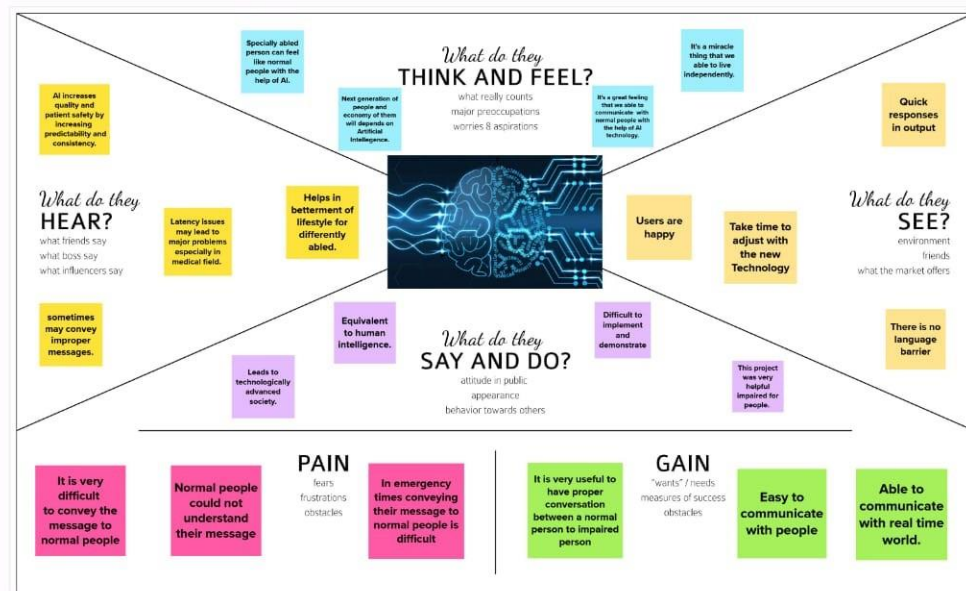 Specially abled
person can feel
like normal
people with the
help of AI.
Next generation of
people and
economy of them
will depends on
Artificial
Intellegence.
What do they
THINK AND FEEL?
what really counts
major preoccupations
worries & aspirations
It's a miracle
thing that we
able to live
independently.
It's a great feeling
that we able to
communicate with
normal people with
the help of AI
technology.
AI increases
quality and
patient safety by
increasing
predictability and
consistency.
What do they
HEAR?
what friends say
what boss say
what influencers say
Latency issues
may lead to
major problems
especially in
medical field.
Helps in
betterment of
lifestyle for
differently
abled.
sometimes
may convey
improper
messages.
Users are
happy
Take time to
adjust with
the new
Technology
Quick
responses
in output
What do they
SEE?
environment
friends
what the market offers
There is no
language
barrier
Equivalent
to human
intelligence.
Leads to
technologically
advanced
society.
What do they
SAY AND DO?
attitude in public
appearance
behavior towards others
Difficult to
implement
and
demonstrate
This project
was very
helpful
impaired for
people.
PAIN
fears
frustrations
obstacles
It is very
difficult
to convey the
message to
normal people
Normal people
could not
understand
their message
In emergency
times conveying
their message to
normal people is
difficult
GAIN
"wants" / needs
measures of success
obstacles
It is very useful to
have proper
conversation
between a normal
person to impaired
person
Easy to
communicate
with people
Able to
communicate
with real time
world.